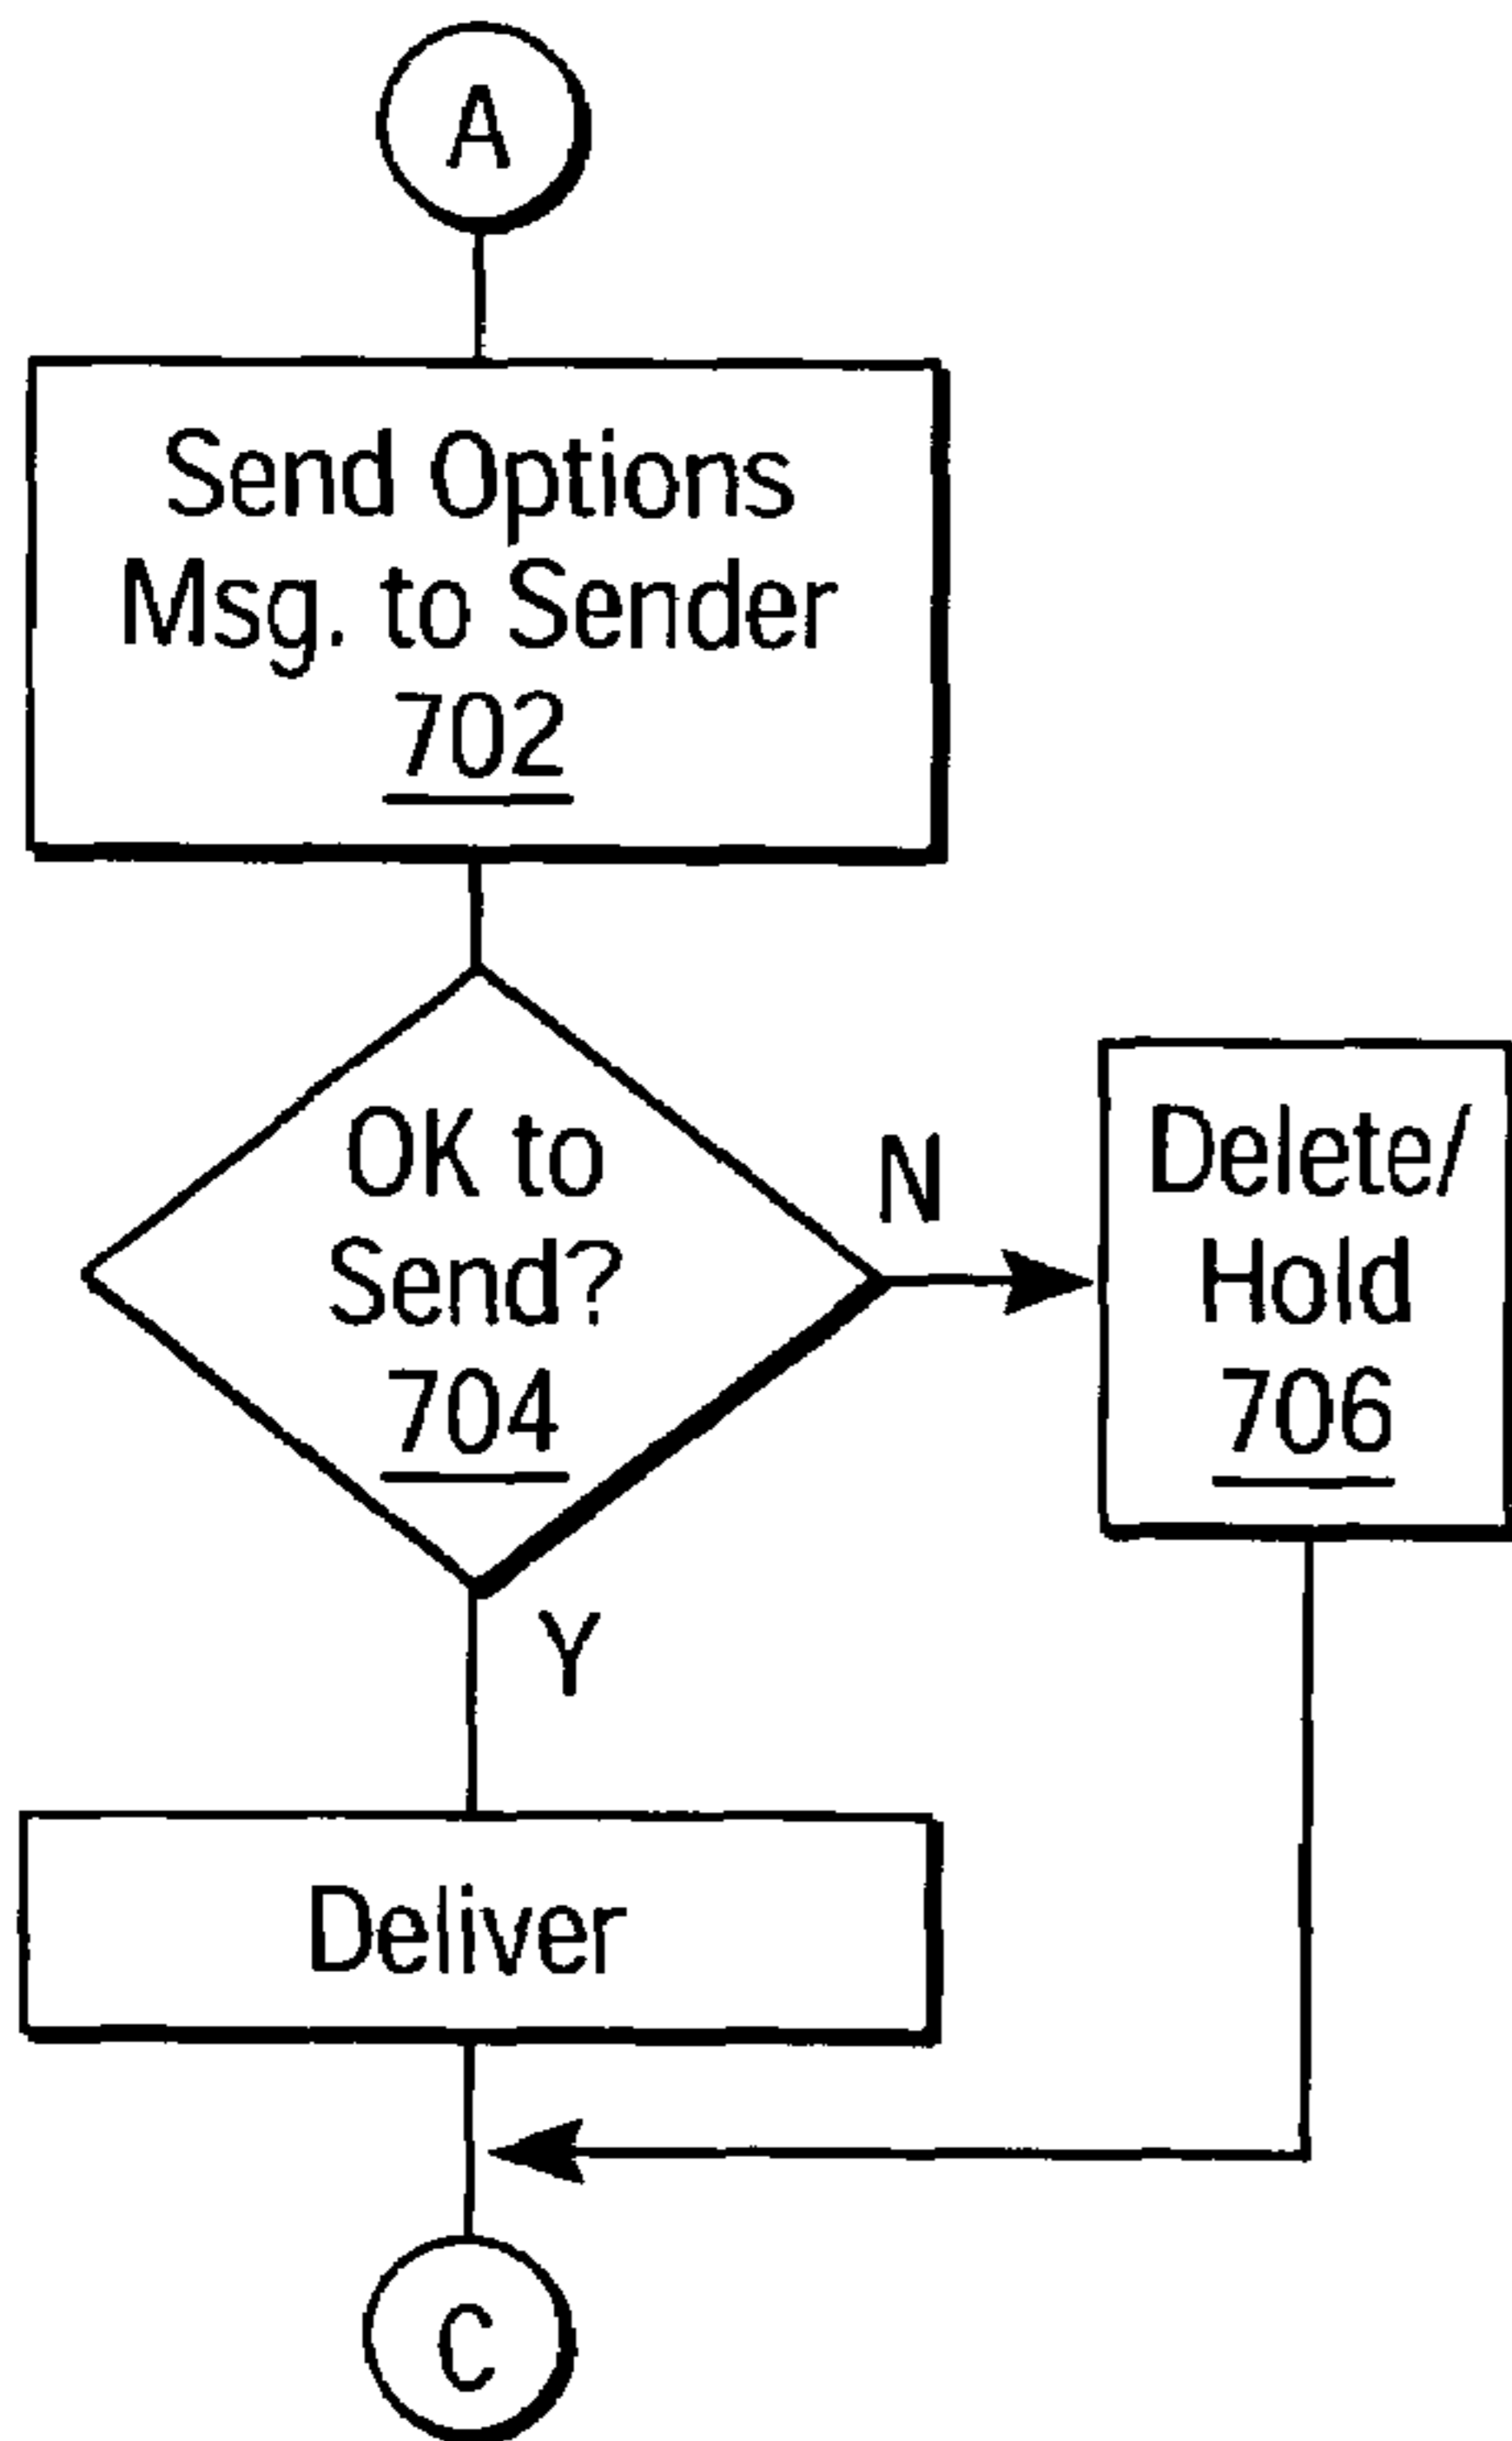 A
Send Options
Msg. to Sender
702
OK to
Send?
704
N
Delete/
Hold
706
Y
Deliver
C